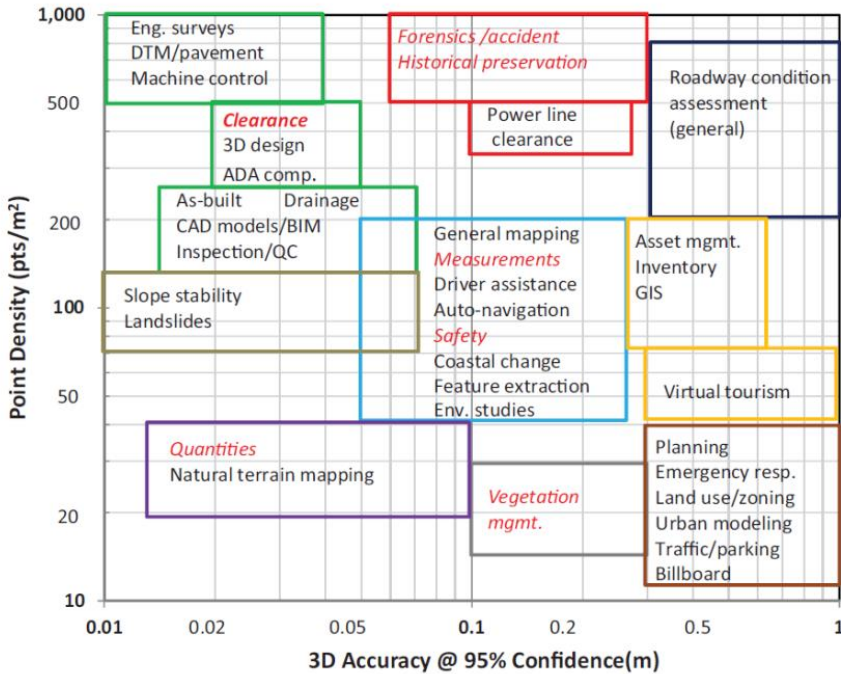 1,000
500
200
100
50
20
10
Point Density (pts/m²)
Eng. surveys
DTM/pavement
Machine control
Forensics /accident
Historical preservation
Roadway condition
assessment
(general)
Clearance
3D design
ADA comp.
Power line
clearance
As-built Drainage
CAD models/BIM
Inspection/QC
General mapping
Measurements
Driver assistance
Auto-navigation
Safety
Coastal change
Feature extraction
Env. studies
Asset mgmt.
Inventory
GIS
Slope stability
Landslides
Virtual tourism
Quantities
Natural terrain mapping
Vegetation
mgmt.
Planning
Emergency resp.
Land use/zoning
Urban modeling
Traffic/parking
Billboard
0.01 0.02 0.05 0.1 0.2 0.5 1
3D Accuracy @ 95% Confidence(m)